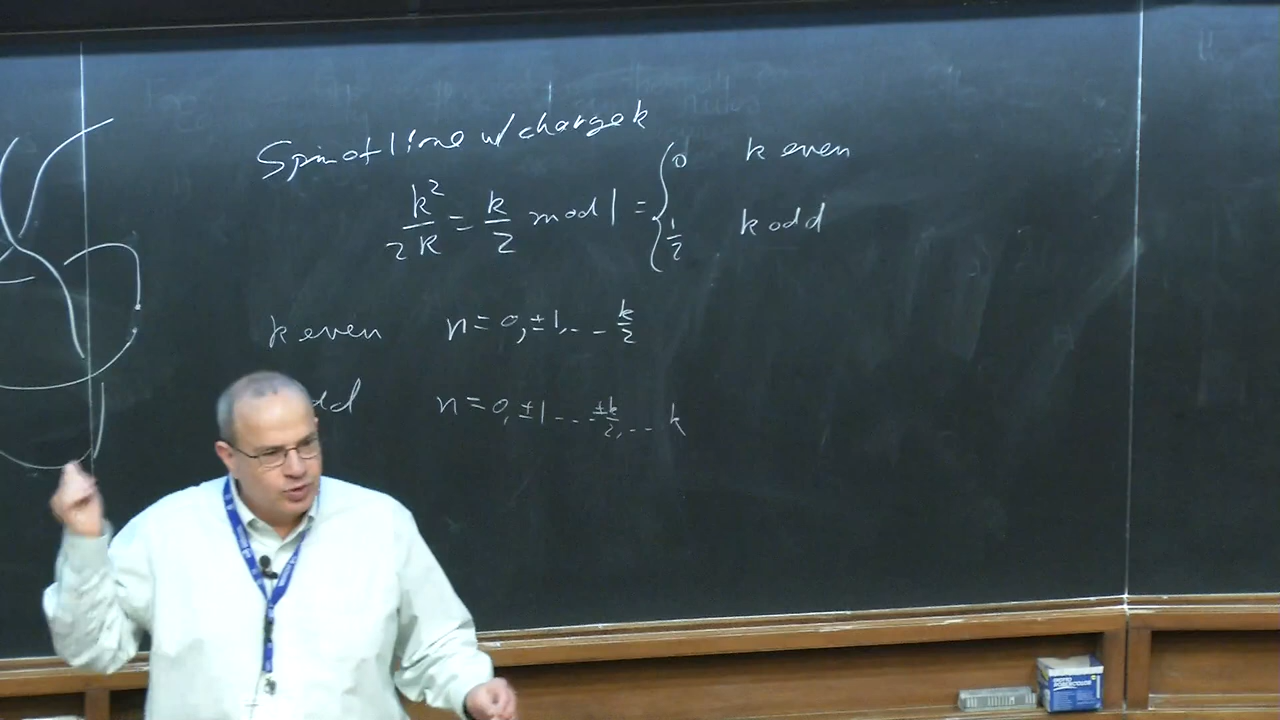 Spin of line w/ charge k
k²/2k = k/2 mod 1 = { 0 k even
1/2 k odd
k even n = 0, ±1, … k/2
odd n = 0, ±1 … ±k/2, … k